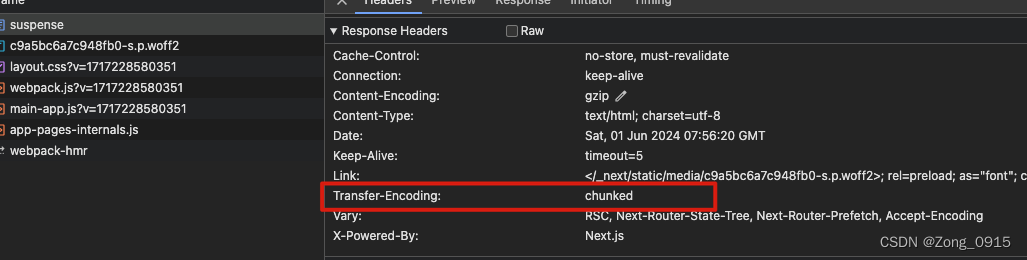 Headers Preview Response Initiator Timing
suspense
c9a5bc6a7c948fb0-s.p.woff2
layout.css?v=1717228580351
webpack.js?v=1717228580351
main-app.js?v=1717228580351
app-pages-internals.js
webpack-hmr
Response Headers Raw
Cache-Control: no-store, must-revalidate
Connection: keep-alive
Content-Encoding: gzip
Content-Type: text/html; charset=utf-8
Date: Sat, 01 Jun 2024 07:56:20 GMT
Keep-Alive: timeout=5
Link: </_next/static/media/c9a5bc6a7c948fb0-s.p.woff2>; rel=preload; as="font"; c
Transfer-Encoding: chunked
Vary: RSC, Next-Router-State-Tree, Next-Router-Prefetch, Accept-Encoding
X-Powered-By: Next.js
CSDN @Zong_0915